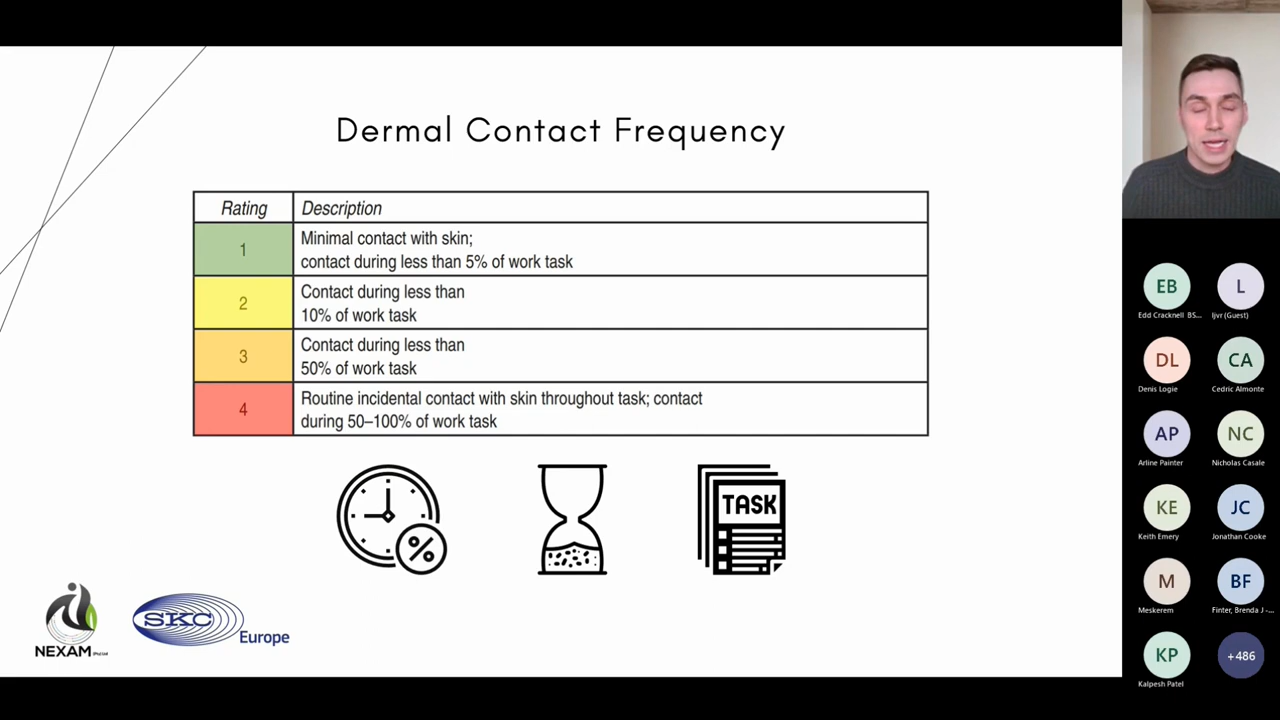 Dermal Contact Frequency
Rating
Description
1
Minimal contact with skin;
contact during less than 5% of work task
2
Contact during less than
10% of work task
3
Contact during less than
50% of work task
4
Routine incidental contact with skin throughout task; contact
during 50–100% of work task
%
TASK
NEXAM (Pty) Ltd
SKC
Europe
EB
Edd Cracknell BS...
L
ljvr (Guest)
DL
Denis Logie
CA
Cedric Almonte
AP
Arline Painter
NC
Nicholas Casale
KE
Keith Emery
JC
Jonathan Cooke
M
Meskerem
BF
Finter, Brenda J -...
KP
Kalpesh Patel
+486